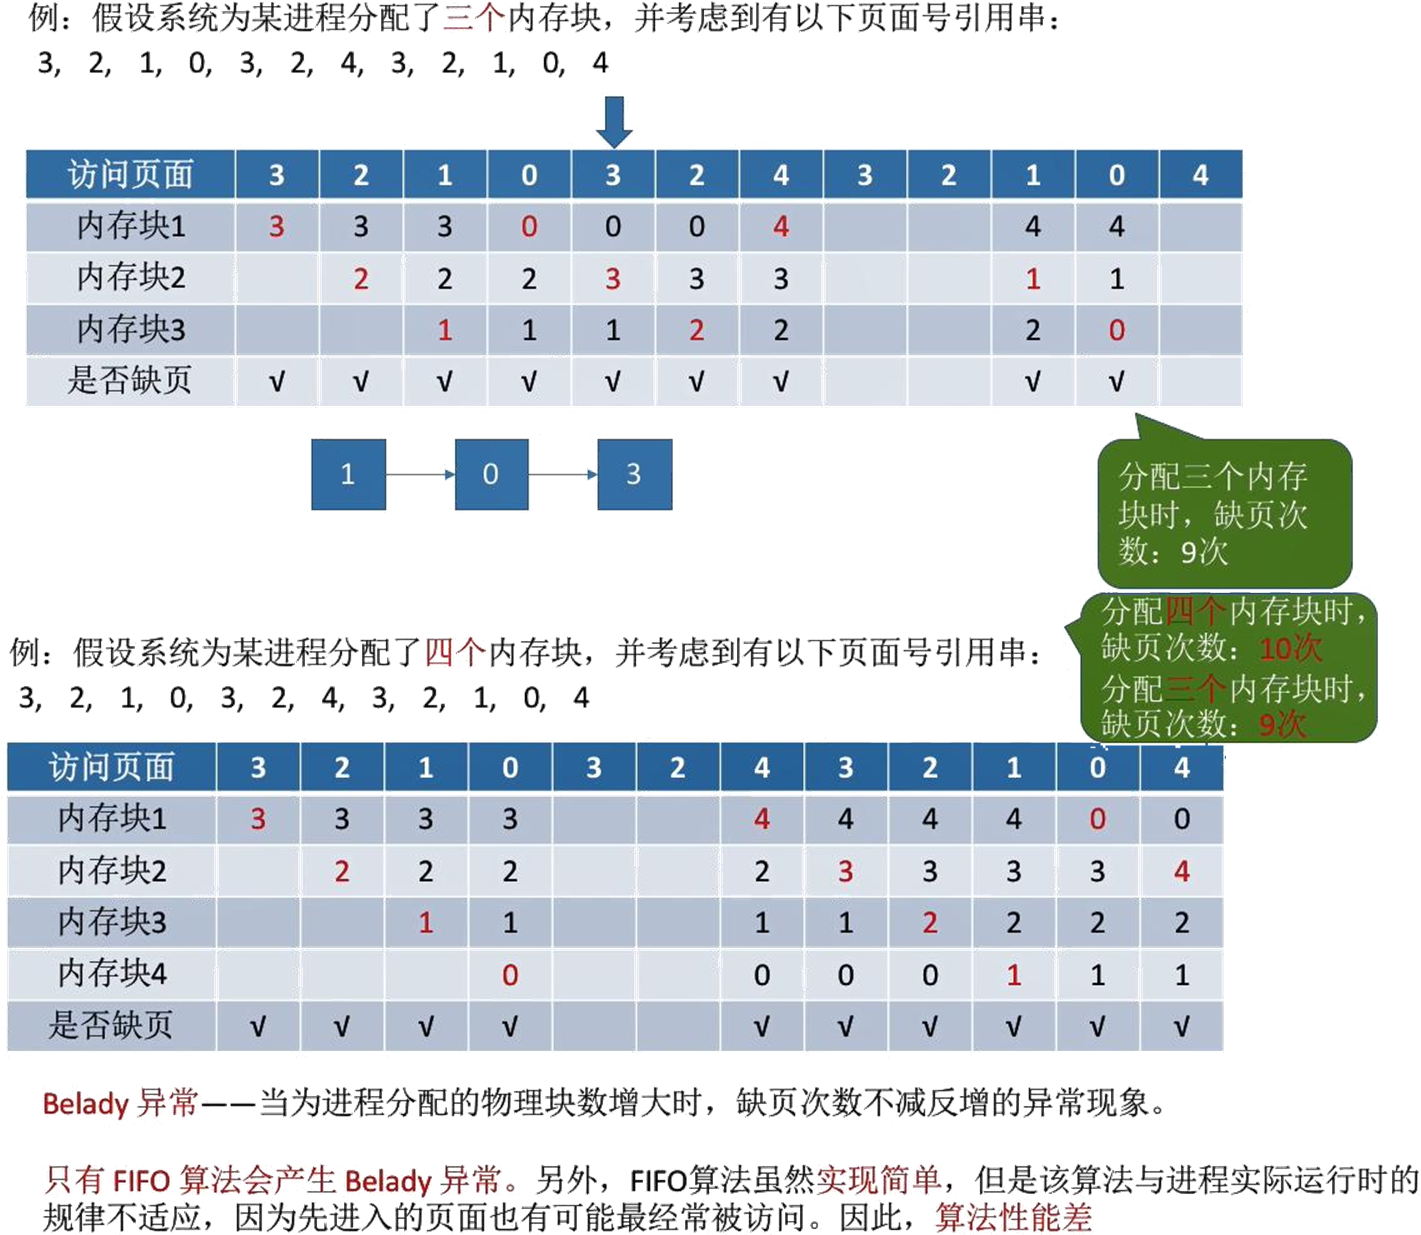 例：假设系统为某进程分配了三个内存块，并考虑到有以下页面号引用串：
3, 2, 1, 0, 3, 2, 4, 3, 2, 1, 0, 4
访问页面 3 2 1 0 3 2 4 3 2 1 0 4
内存块1 3 3 3 0 0 0 4 4 4
内存块2 2 2 2 3 3 3 1 1
内存块3 1 1 1 2 2 2 0
是否缺页 √ √ √ √ √ √ √ √ √
1 0 3
分配三个内存
块时，缺页次
数：9次
分配四个内存块时，
缺页次数：10次
分配三个内存块时，
缺页次数：9次
例：假设系统为某进程分配了四个内存块，并考虑到有以下页面号引用串：
3, 2, 1, 0, 3, 2, 4, 3, 2, 1, 0, 4
访问页面 3 2 1 0 3 2 4 3 2 1 0 4
内存块1 3 3 3 3 4 4 4 4 0 0
内存块2 2 2 2 2 3 3 3 3 4
内存块3 1 1 1 1 2 2 2 2
内存块4 0 0 0 0 1 1 1
是否缺页 √ √ √ √ √ √ √ √ √ √
Belady 异常——当为进程分配的物理块数增大时，缺页次数不减反增的异常现象。
只有 FIFO 算法会产生 Belady 异常。另外，FIFO算法虽然实现简单，但是该算法与进程实际运行时的
规律不适应，因为先进入的页面也有可能最经常被访问。因此，算法性能差